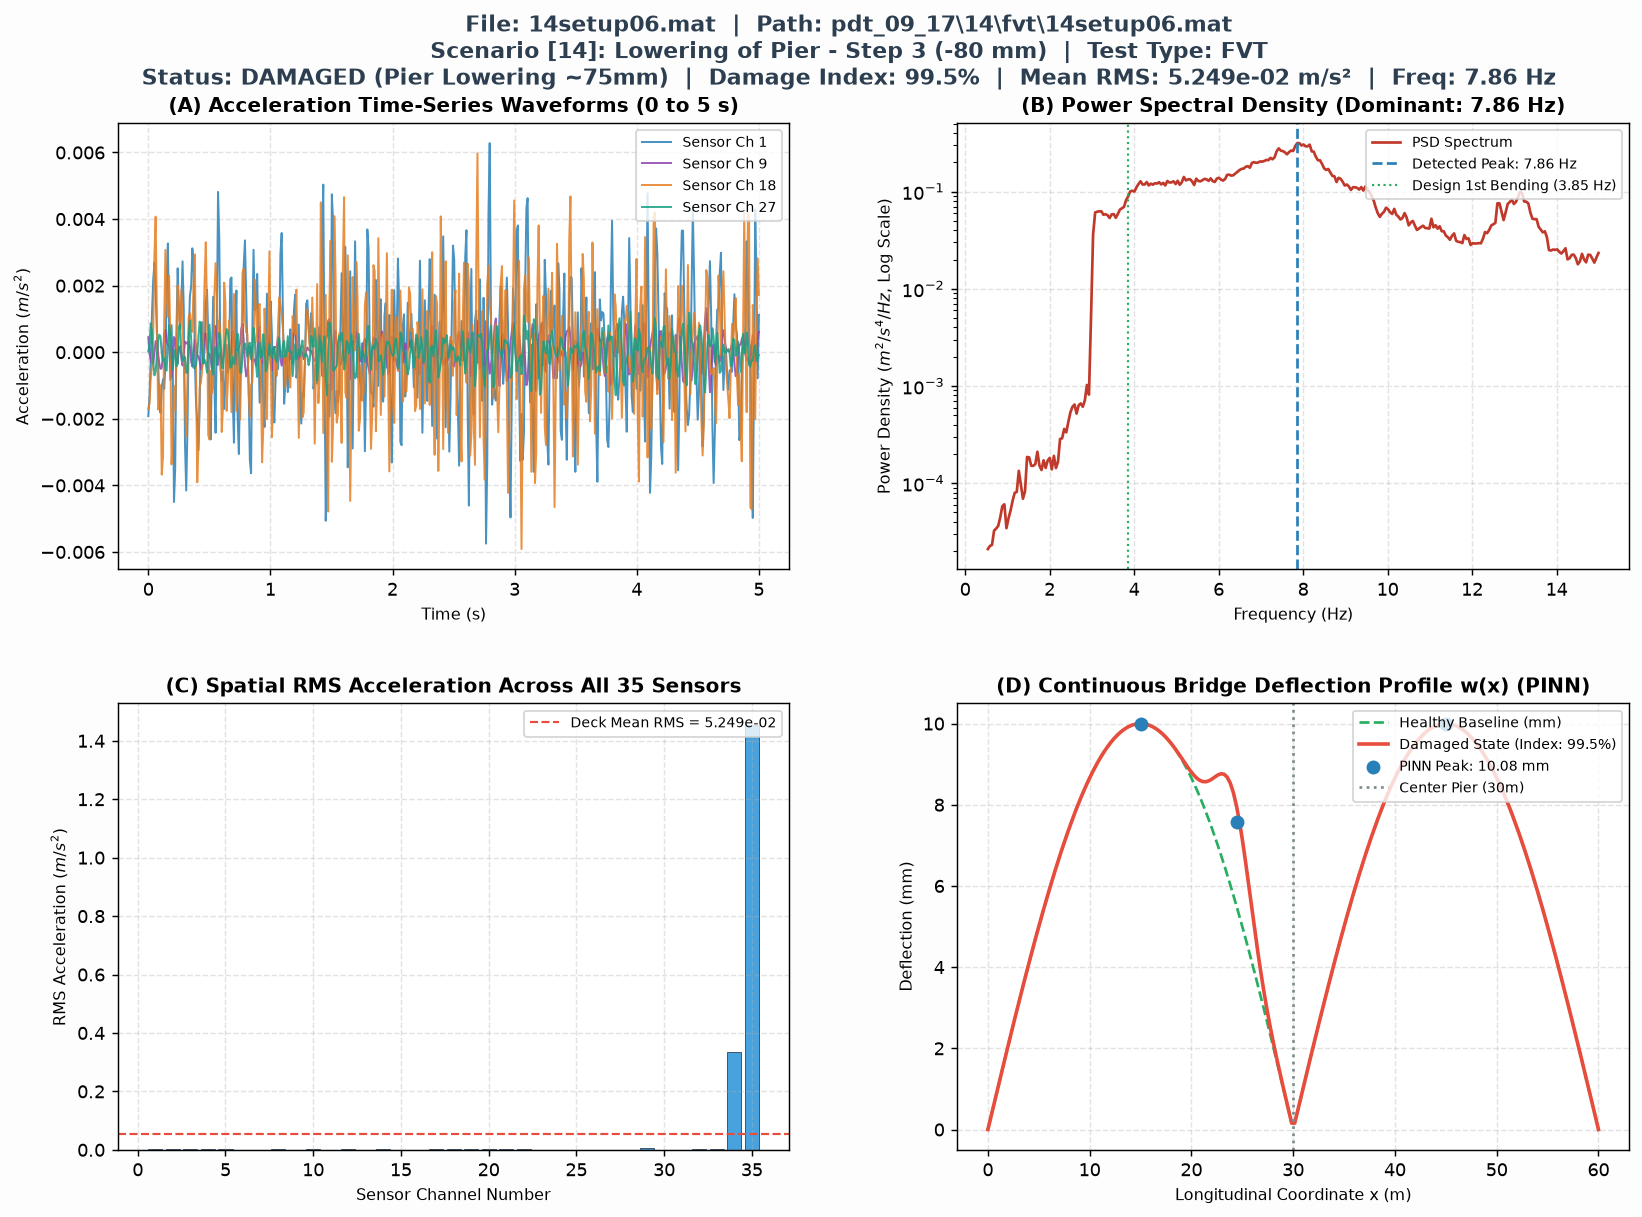 File: 14setup06.mat | Path: pdt_09_17\14\fvt\14setup06.mat
Scenario [14]: Lowering of Pier - Step 3 (-80 mm) | Test Type: FVT
Status: DAMAGED (Pier Lowering ~75mm) | Damage Index: 99.5% | Mean RMS: 5.249e-02 m/s² | Freq: 7.86 Hz
(A) Acceleration Time-Series Waveforms (0 to 5 s)
Sensor Ch 1
Sensor Ch 9
Sensor Ch 18
Sensor Ch 27
0.006
0.004
0.002
0.000
−0.002
−0.004
−0.006
Acceleration (m/s²)
0 1 2 3 4 5
Time (s)
(B) Power Spectral Density (Dominant: 7.86 Hz)
PSD Spectrum
Detected Peak: 7.86 Hz
Design 1st Bending (3.85 Hz)
10⁻¹
10⁻²
10⁻³
10⁻⁴
Power Density (m²/s⁴/Hz, Log Scale)
0 2 4 6 8 10 12 14
Frequency (Hz)
(C) Spatial RMS Acceleration Across All 35 Sensors
Deck Mean RMS = 5.249e-02
1.4
1.2
1.0
0.8
0.6
0.4
0.2
0.0
RMS Acceleration (m/s²)
0 5 10 15 20 25 30 35
Sensor Channel Number
(D) Continuous Bridge Deflection Profile w(x) (PINN)
Healthy Baseline (mm)
Damaged State (Index: 99.5%)
PINN Peak: 10.08 mm
Center Pier (30m)
10
8
6
4
2
0
Deflection (mm)
0 10 20 30 40 50 60
Longitudinal Coordinate x (m)